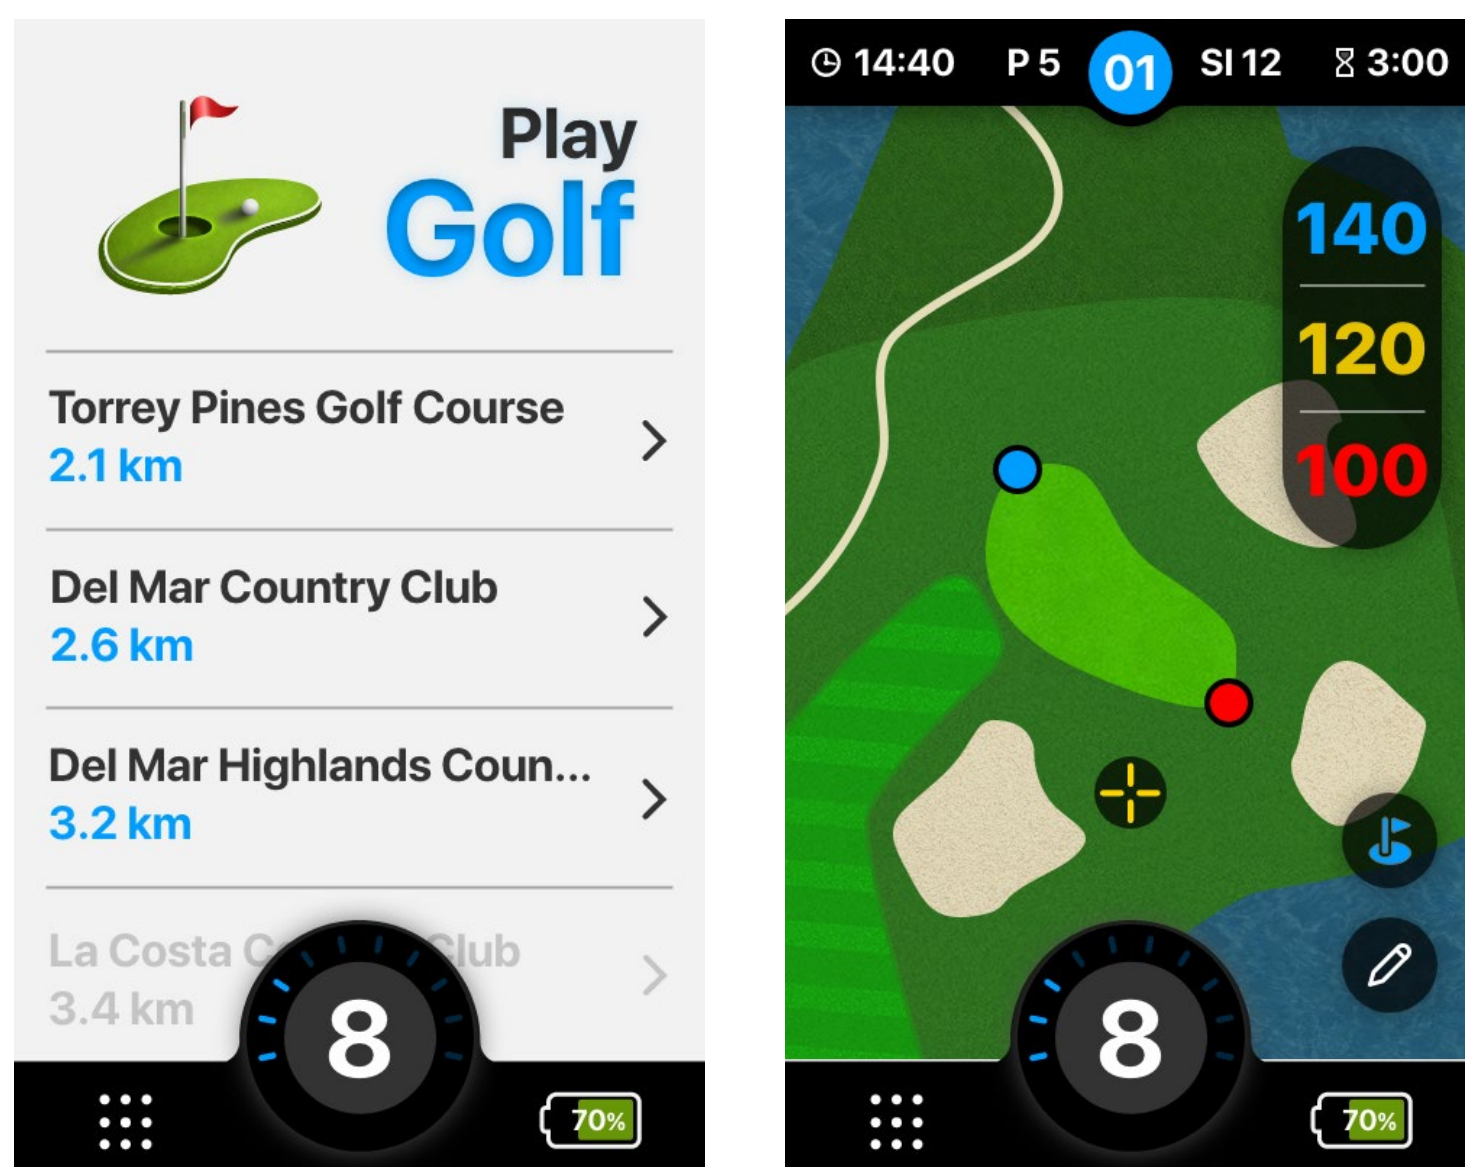 Play
Golf
Torrey Pines Golf Course
2.1 km
Del Mar Country Club
2.6 km
Del Mar Highlands Coun...
3.2 km
La Costa C Club
3.4 km
8
70%
14:40 P 5 01 SI 12 3:00
140
120
100
8
70%